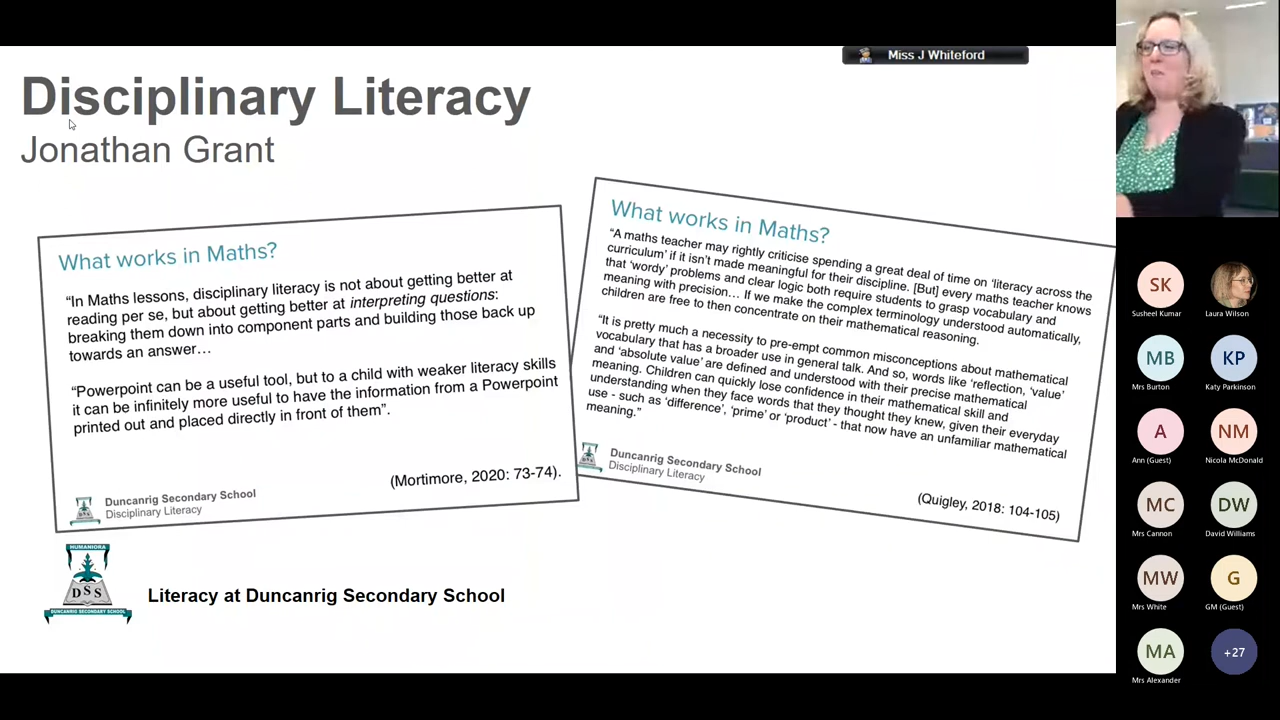 Miss J Whiteford
Disciplinary Literacy
Jonathan Grant
What works in Maths?
“In Maths lessons, disciplinary literacy is not about getting better at
reading per se, but about getting better at interpreting questions:
breaking them down into component parts and building those back up
towards an answer…
“Powerpoint can be a useful tool, but to a child with weaker literacy skills
it can be infinitely more useful to have the information from a Powerpoint
printed out and placed directly in front of them”.
(Mortimore, 2020: 73-74).
Duncanrig Secondary School
Disciplinary Literacy
What works in Maths?
“A maths teacher may rightly criticise spending a great deal of time on ‘literacy across the
curriculum’ if it isn’t made meaningful for their discipline. [But] every maths teacher knows
that ‘wordy’ problems and clear logic both require students to grasp vocabulary and
meaning with precision… If we make the complex terminology understood automatically,
children are free to then concentrate on their mathematical reasoning.
“It is pretty much a necessity to pre-empt common misconceptions about mathematical
vocabulary that has a broader use in general talk. And so, words like ‘reflection, ‘value’
and ‘absolute value’ are defined and understood with their precise mathematical
meaning. Children can quickly lose confidence in their mathematical skill and
understanding when they face words that they thought they knew, given their everyday
use - such as ‘difference’, ‘prime’ or ‘product’ - that now have an unfamiliar mathematical
meaning.”
Duncanrig Secondary School
Disciplinary Literacy
(Quigley, 2018: 104-105)
HUMANIORA
DSS
DUNCANRIG SECONDARY SCHOOL
Literacy at Duncanrig Secondary School
SK
Susheel Kumar
Laura Wilson
MB
Mrs Burton
KP
Katy Parkinson
A
Ann (Guest)
NM
Nicola McDonald
MC
Mrs Cannon
DW
David Williams
MW
Mrs White
G
GM (Guest)
MA
Mrs Alexander
+27